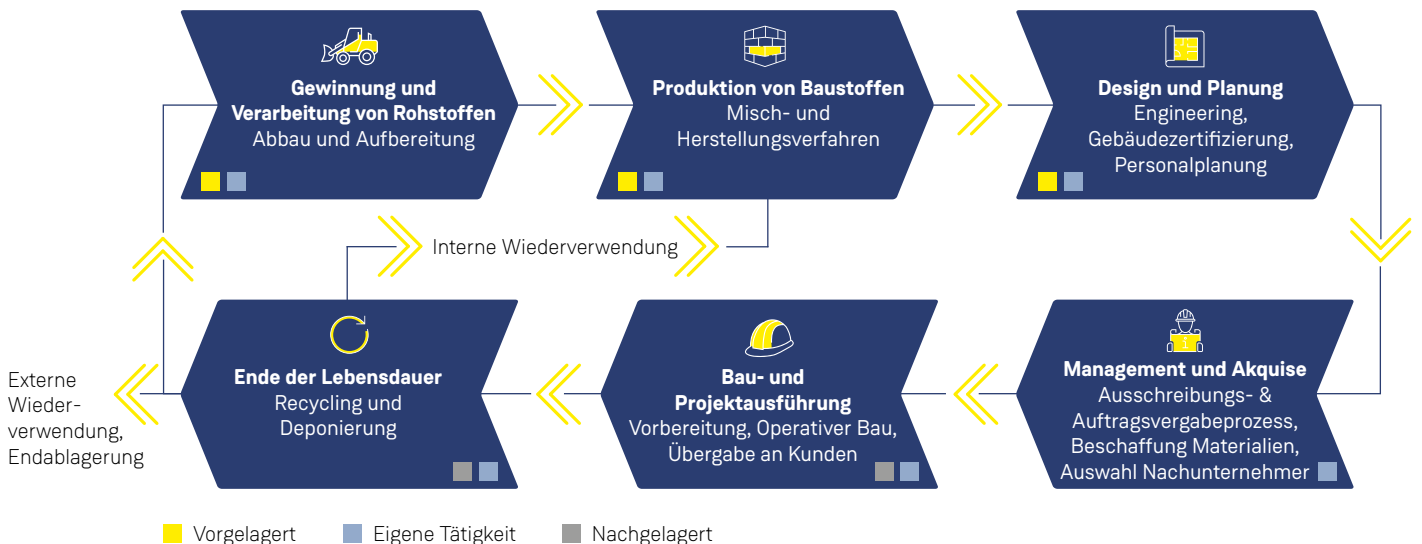 Gewinnung und
Verarbeitung von Rohstoffen
Abbau und Aufbereitung
Produktion von Baustoffen
Misch- und
Herstellungsverfahren
Design und Planung
Engineering,
Gebäudezertifizierung,
Personalplanung
Interne Wiederverwendung
Externe
Wieder-
verwendung,
Endablagerung
Ende der Lebensdauer
Recycling und
Deponierung
Bau- und
Projektausführung
Vorbereitung, Operativer Bau,
Übergabe an Kunden
Management und Akquise
Ausschreibungs- &
Auftragsvergabeprozess,
Beschaffung Materialien,
Auswahl Nachunternehmer
Vorgelagert
Eigene Tätigkeit
Nachgelagert